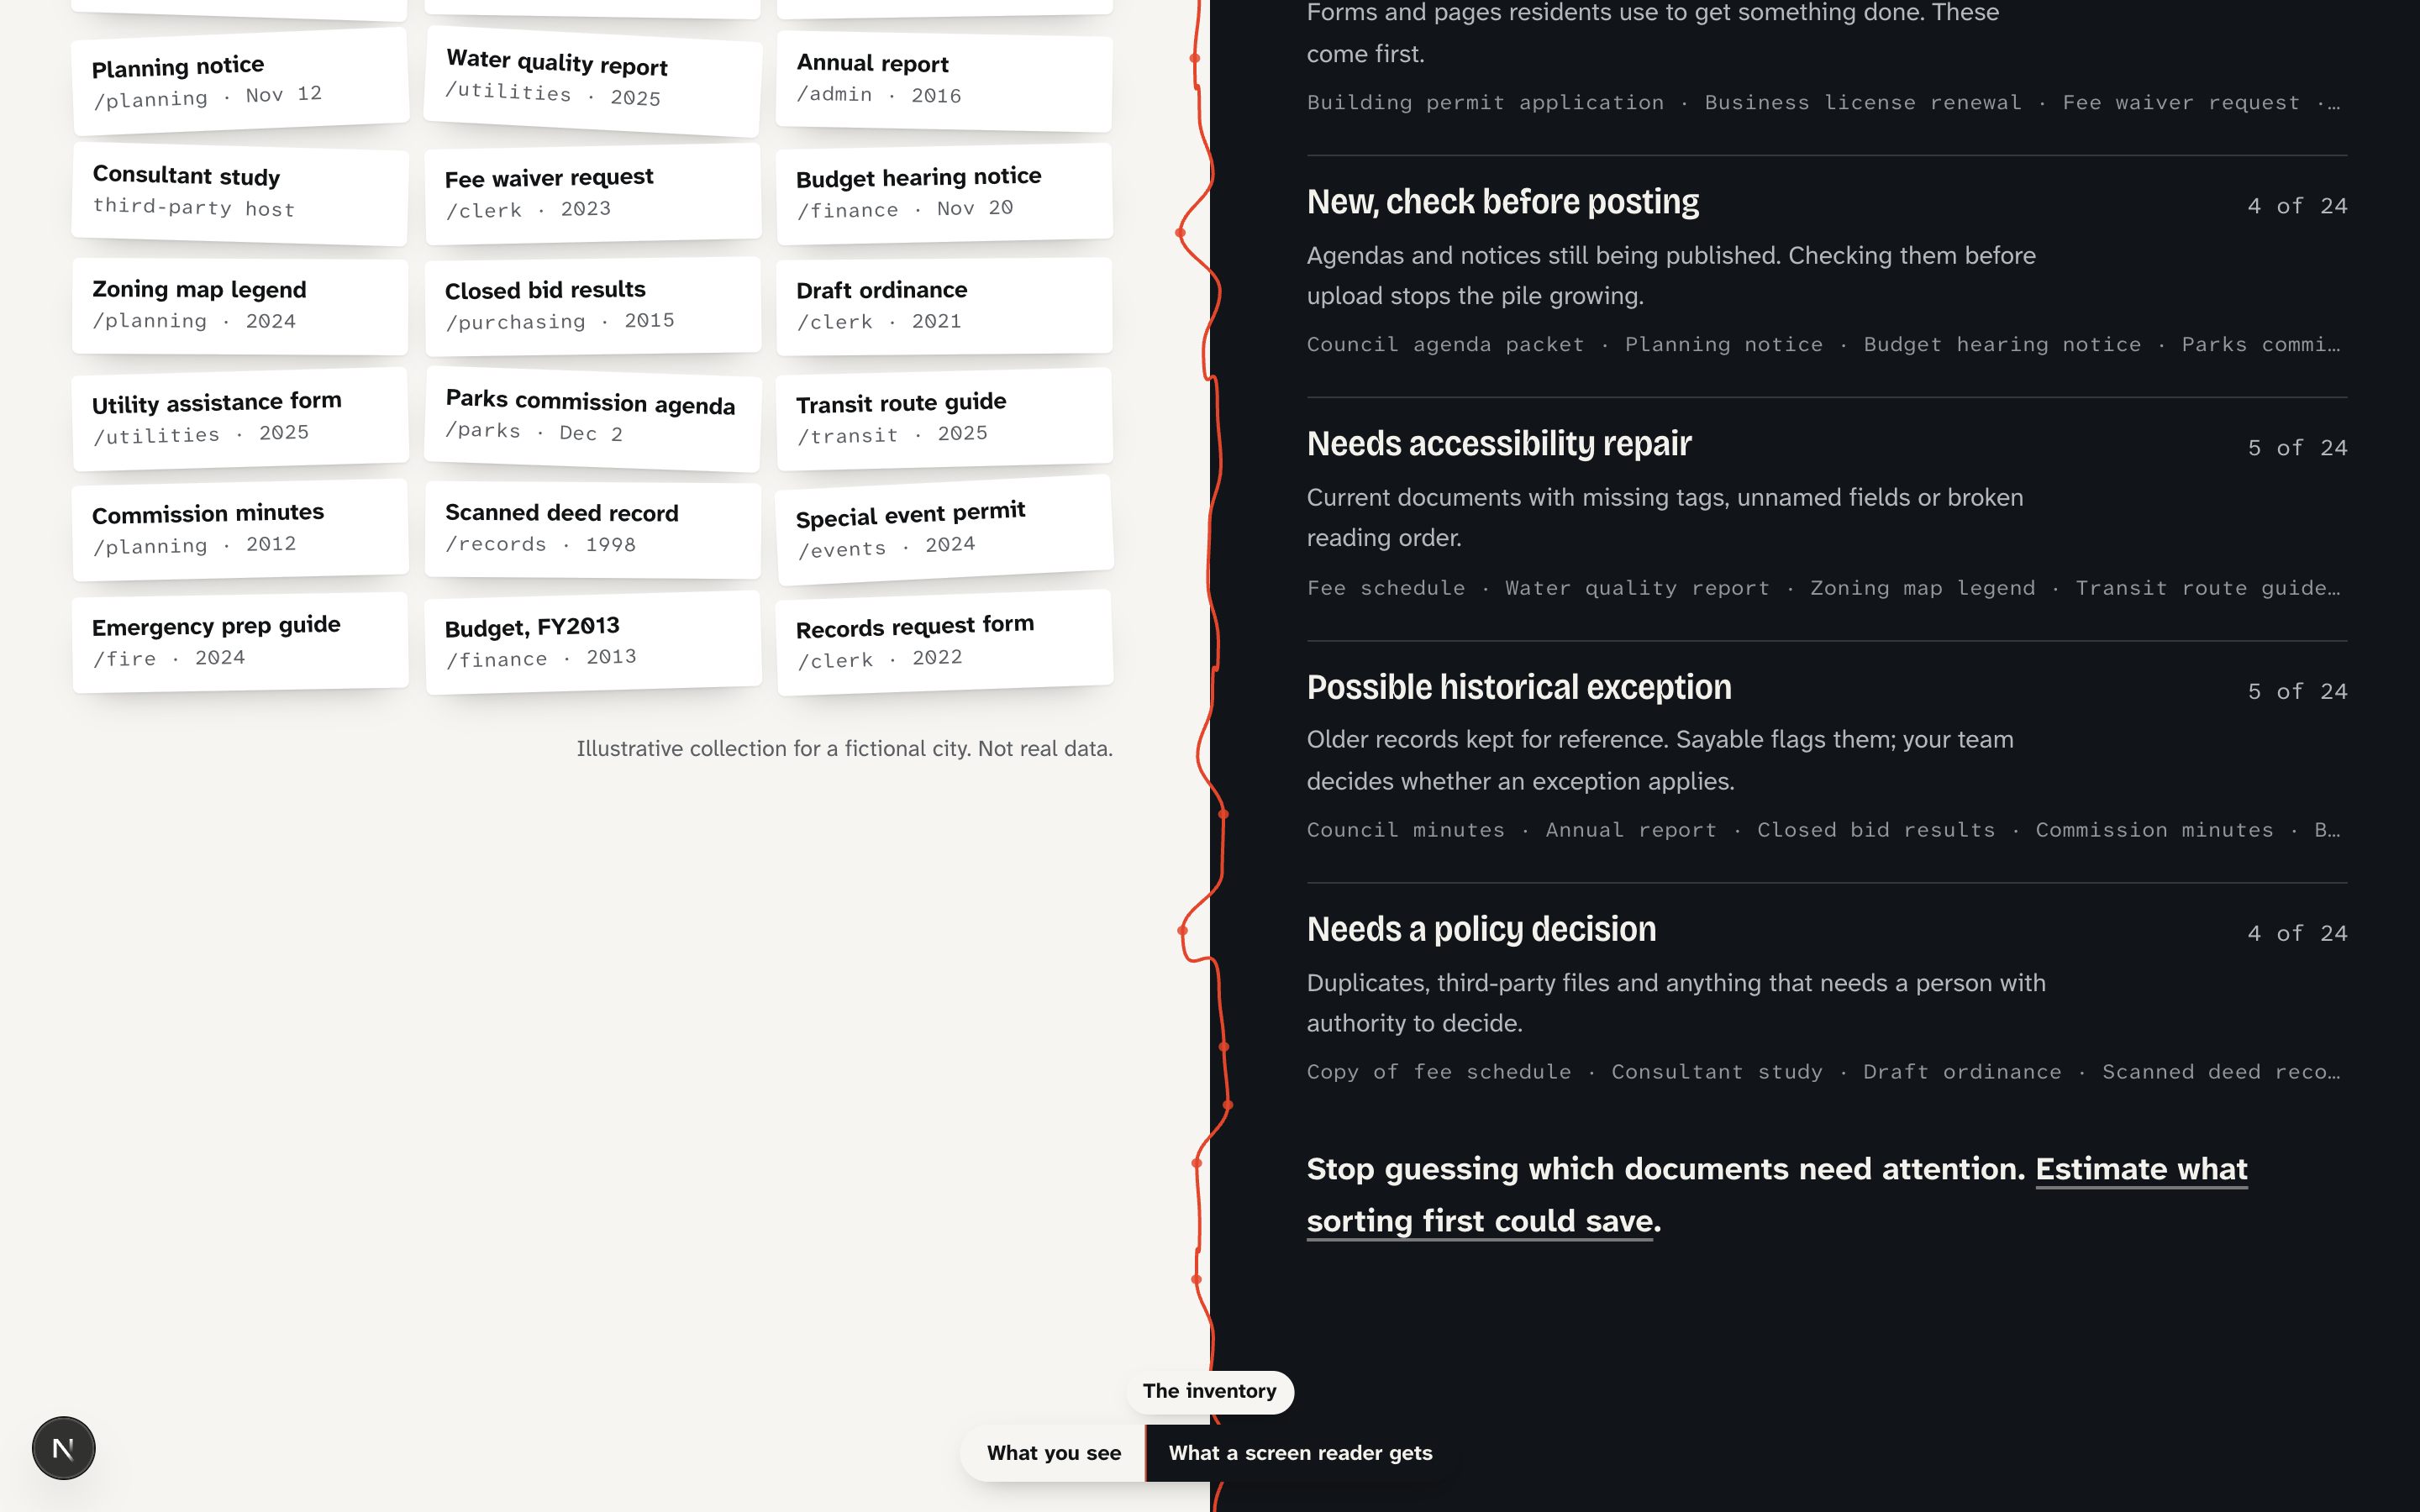 Planning notice
/planning · Nov 12
Water quality report
/utilities · 2025
Annual report
/admin · 2016
Consultant study
third-party host
Fee waiver request
/clerk · 2023
Budget hearing notice
/finance · Nov 20
Zoning map legend
/planning · 2024
Closed bid results
/purchasing · 2015
Draft ordinance
/clerk · 2021
Utility assistance form
/utilities · 2025
Parks commission agenda
/parks · Dec 2
Transit route guide
/transit · 2025
Commission minutes
/planning · 2012
Scanned deed record
/records · 1998
Special event permit
/events · 2024
Emergency prep guide
/fire · 2024
Budget, FY2013
/finance · 2013
Records request form
/clerk · 2022
Illustrative collection for a fictional city. Not real data.
Forms and pages residents use to get something done. These
come first.
Building permit application · Business license renewal · Fee waiver request ·…
New, check before posting
4 of 24
Agendas and notices still being published. Checking them before
upload stops the pile growing.
Council agenda packet · Planning notice · Budget hearing notice · Parks commi…
Needs accessibility repair
5 of 24
Current documents with missing tags, unnamed fields or broken
reading order.
Fee schedule · Water quality report · Zoning map legend · Transit route guide…
Possible historical exception
5 of 24
Older records kept for reference. Sayable flags them; your team
decides whether an exception applies.
Council minutes · Annual report · Closed bid results · Commission minutes · B…
Needs a policy decision
4 of 24
Duplicates, third-party files and anything that needs a person with
authority to decide.
Copy of fee schedule · Consultant study · Draft ordinance · Scanned deed reco…
Stop guessing which documents need attention. Estimate what
sorting first could save.
The inventory
What you see
What a screen reader gets
N